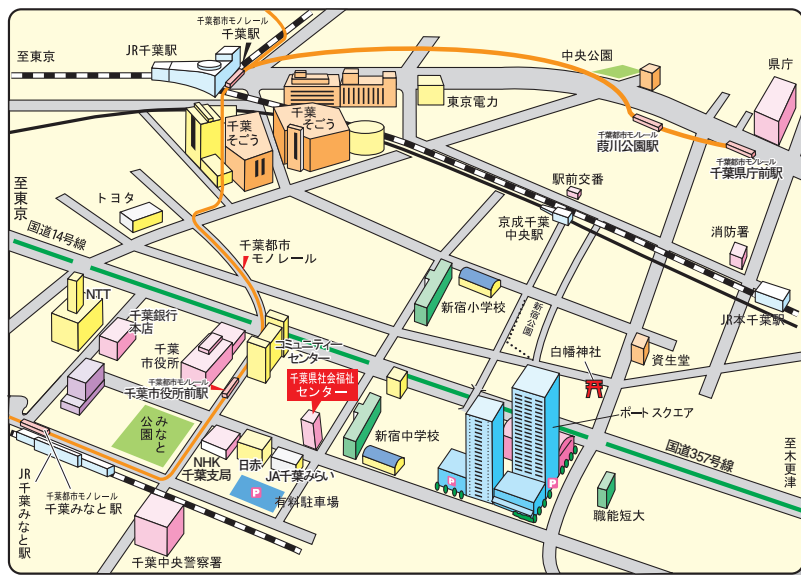 千葉都市モノレール
千葉駅
JR千葉駅
至東京
中央公園
県庁
東京電力
千葉
そごう
千葉
そごう
千葉都市モノレール
葭川公園駅
千葉都市モノレール
千葉県庁前駅
至東京
トヨタ
駅前交番
京成千葉
中央駅
消防署
国道14号線
千葉都市
モノレール
NTT
千葉銀行
本店
新宿小学校
新宿公園
JR本千葉駅
千葉
市役所
コミュニティー
センター
白幡神社
資生堂
千葉都市モノレール
千葉市役所前駅
千葉県社会福祉
センター
ポートスクエア
みなと
公園
新宿中学校
国道357号線
至木更津
NHK
千葉支局
日赤
JA千葉みらい
P
有料駐車場
P
P
職能短大
JR千葉みなと駅
千葉都市モノレール
千葉みなと駅
千葉中央警察署